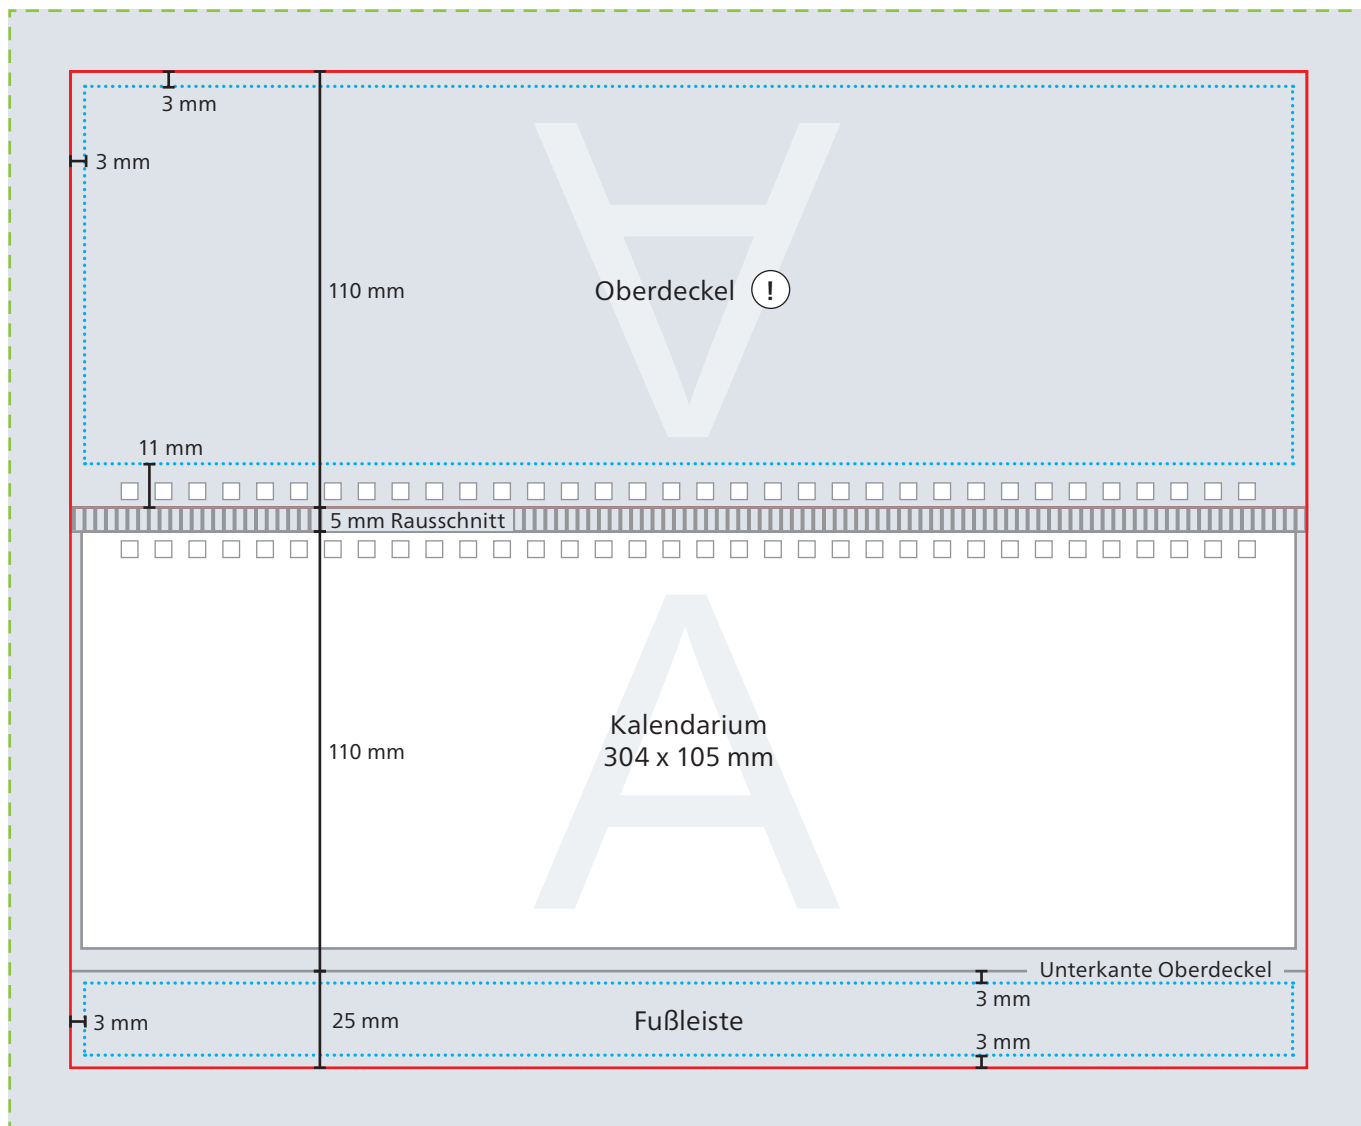 3 mm
3 mm
A
110 mm
Oberdeckel !
11 mm
5 mm Rausschnitt
A
Kalendarium
304 x 105 mm
110 mm
Unterkante Oberdeckel
3 mm
3 mm
25 mm
Fußleiste
3 mm